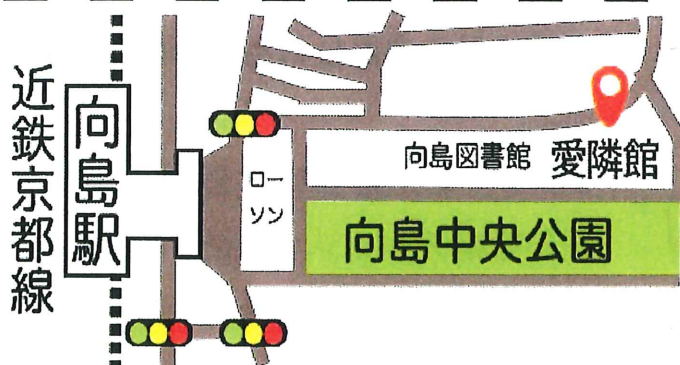 近鉄京都線
向島駅
ローソン
向島図書館
愛隣館
向島中央公園